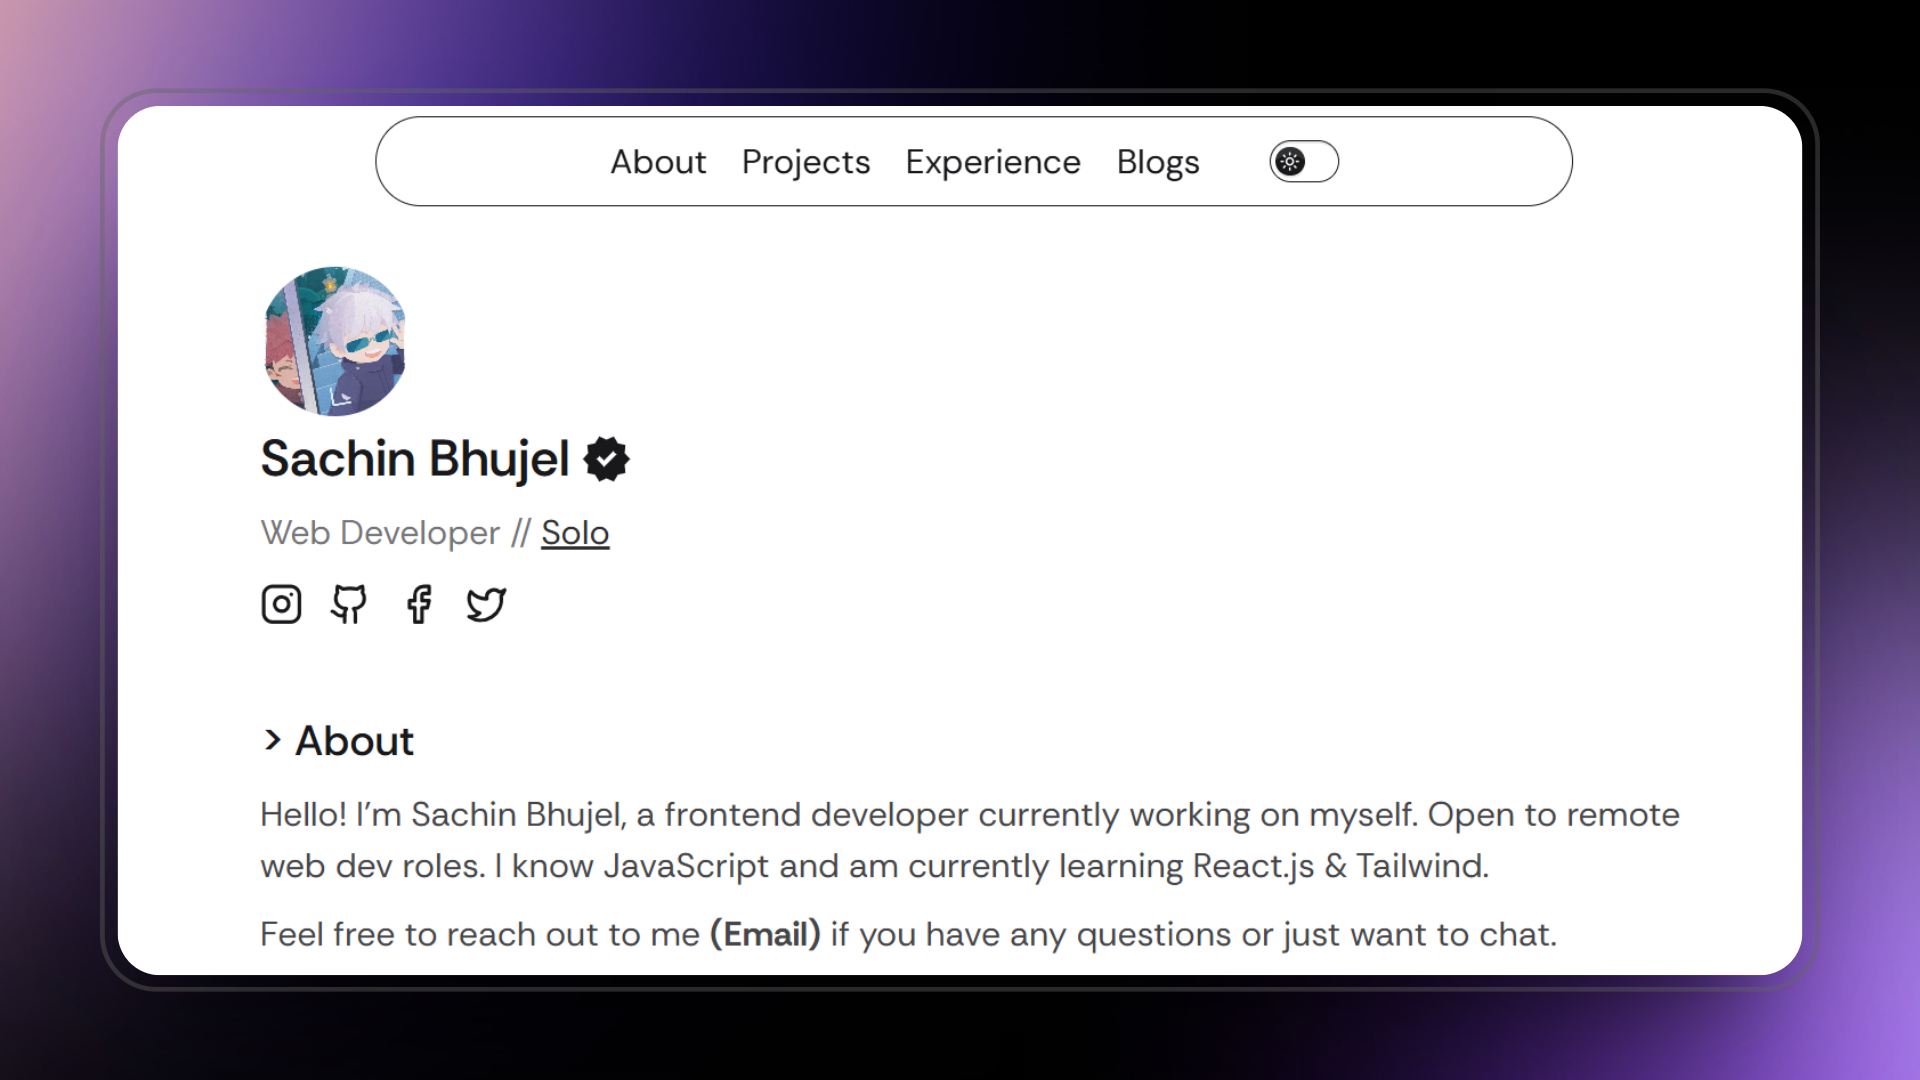 About Projects Experience Blogs
Sachin Bhujel
Web Developer // Solo
> About
Hello! I’m Sachin Bhujel, a frontend developer currently working on myself. Open to remote
web dev roles. I know JavaScript and am currently learning React.js & Tailwind.
Feel free to reach out to me (Email) if you have any questions or just want to chat.